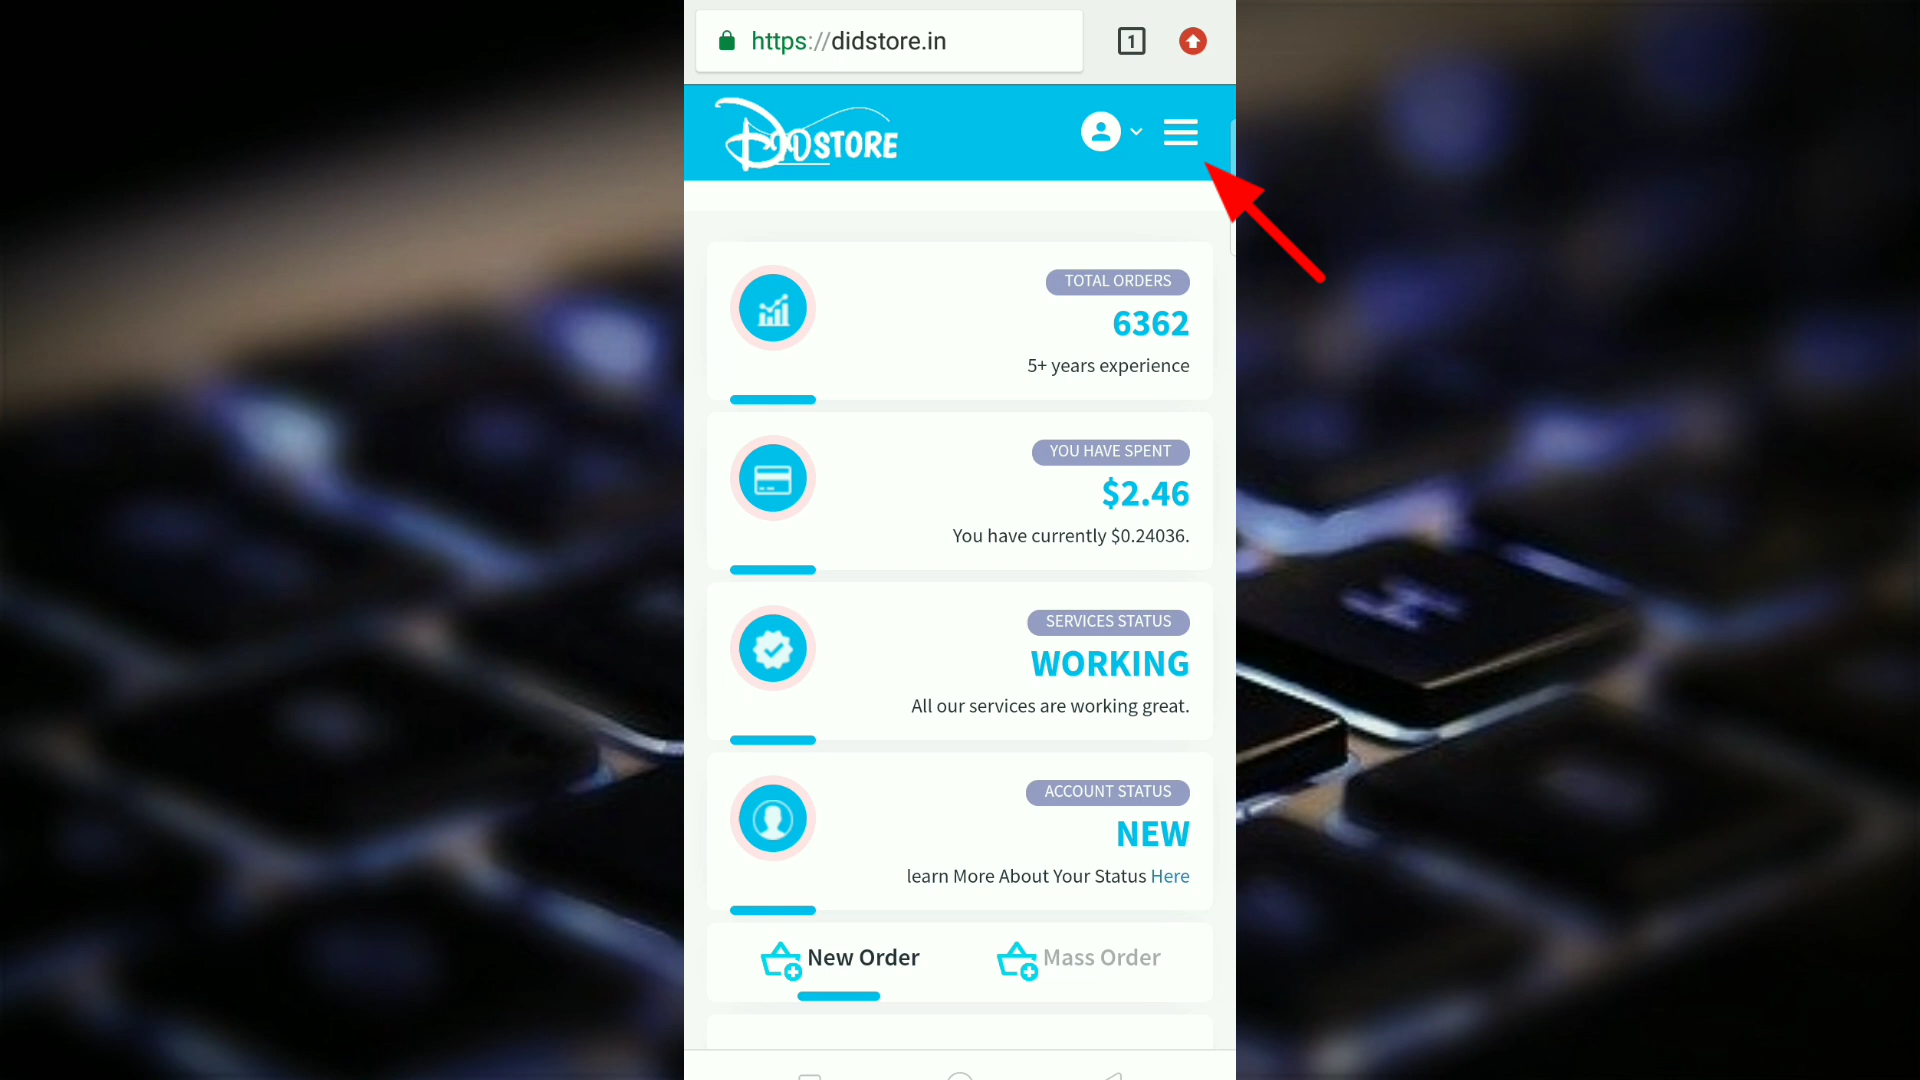 https://didstore.in
1
DIDSTORE
TOTAL ORDERS
6362
5+ years experience
YOU HAVE SPENT
$2.46
You have currently $0.24036.
SERVICES STATUS
WORKING
All our services are working great.
ACCOUNT STATUS
NEW
learn More About Your Status Here
New Order
Mass Order